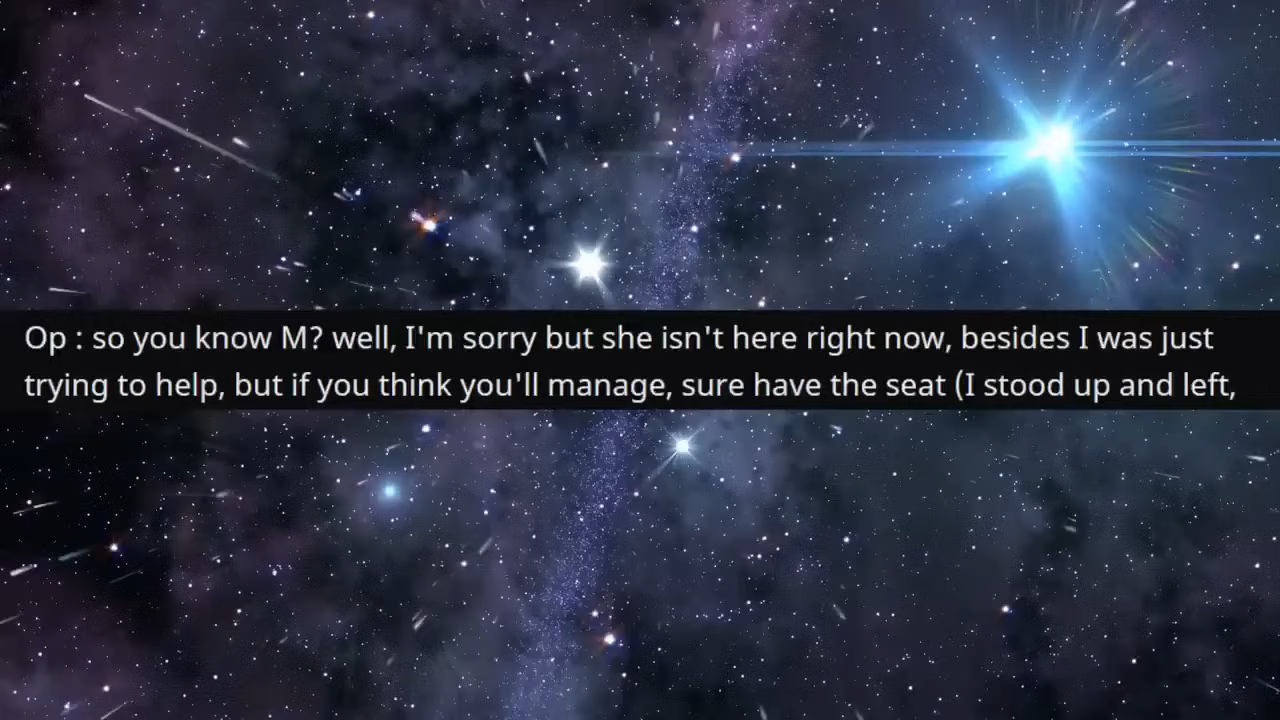 Op : so you know M? well, I'm sorry but she isn't here right now, besides I was just
trying to help, but if you think you'll manage, sure have the seat (I stood up and left,